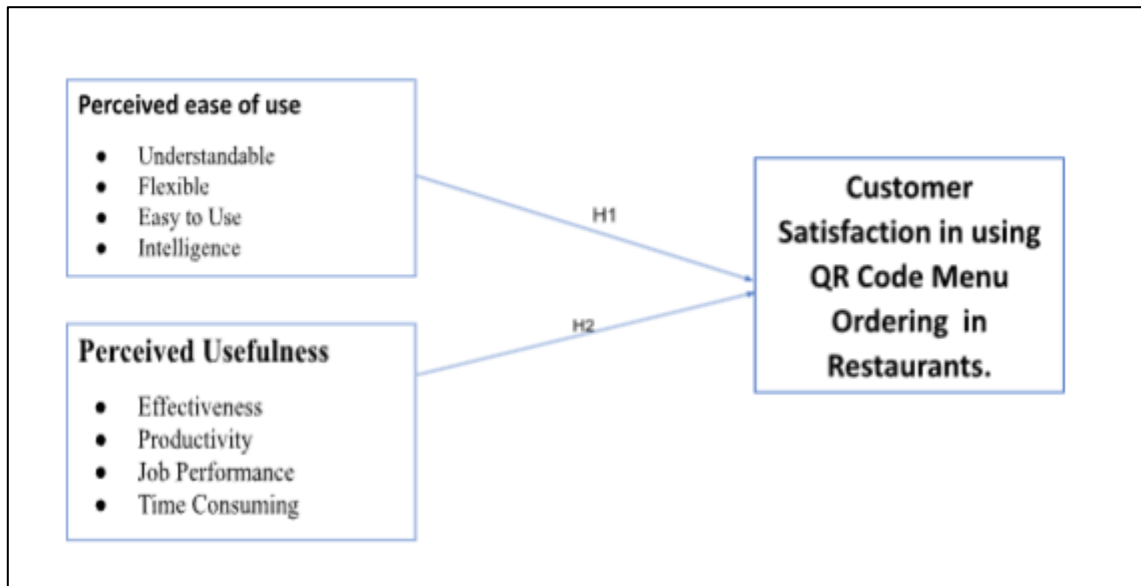 Perceived ease of use
● Understandable
● Flexible
● Easy to Use
● Intelligence
H1
Customer
Satisfaction in using
QR Code Menu
Ordering in
Restaurants.
H2
Perceived Usefulness
● Effectiveness
● Productivity
● Job Performance
● Time Consuming